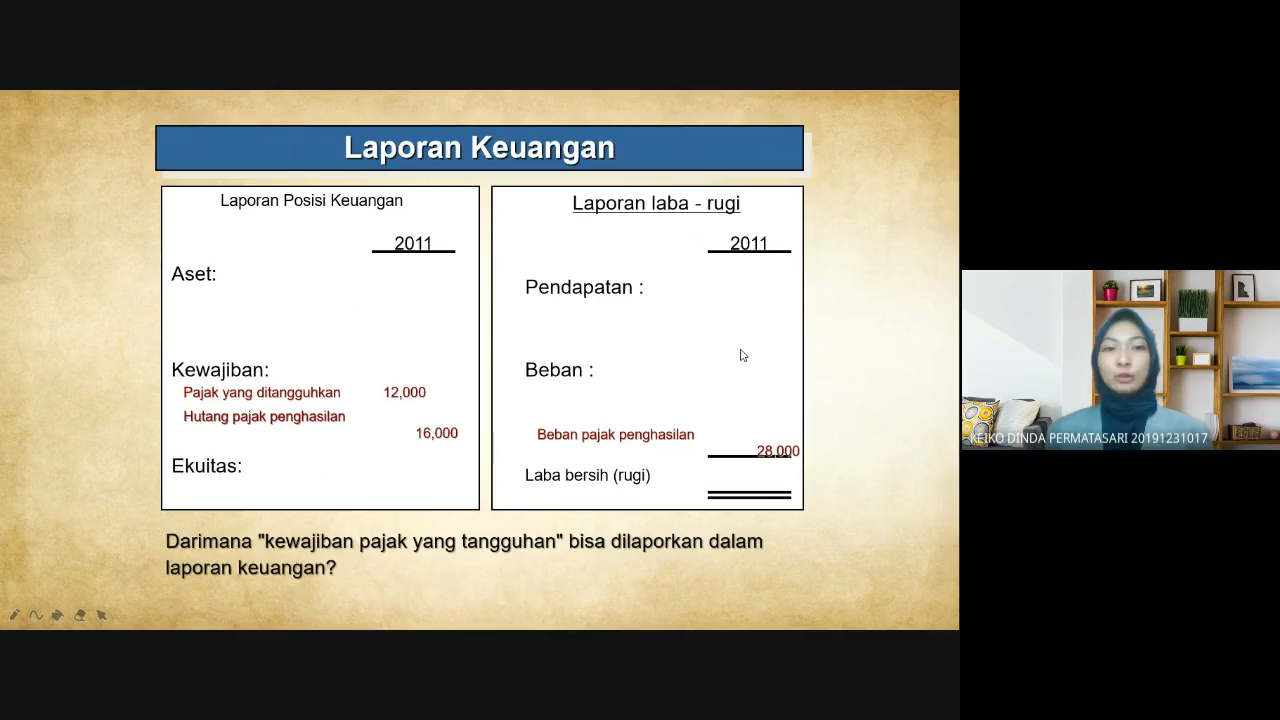 Laporan Keuangan
Laporan Posisi Keuangan
2011
Aset:
Kewajiban:
Pajak yang ditangguhkan 12,000
Hutang pajak penghasilan
16,000
Ekuitas:
Laporan laba - rugi
2011
Pendapatan :
Beban :
Beban pajak penghasilan
28,000
Laba bersih (rugi)
Darimana "kewajiban pajak yang tangguhan" bisa dilaporkan dalam
laporan keuangan?
KEIKO DINDA PERMATASARI 20191231017